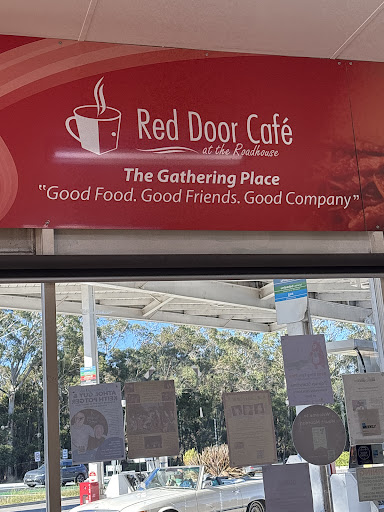 Red Door Café
at the Roadhouse
The Gathering Place
"Good Food. Good Friends. Good Company"